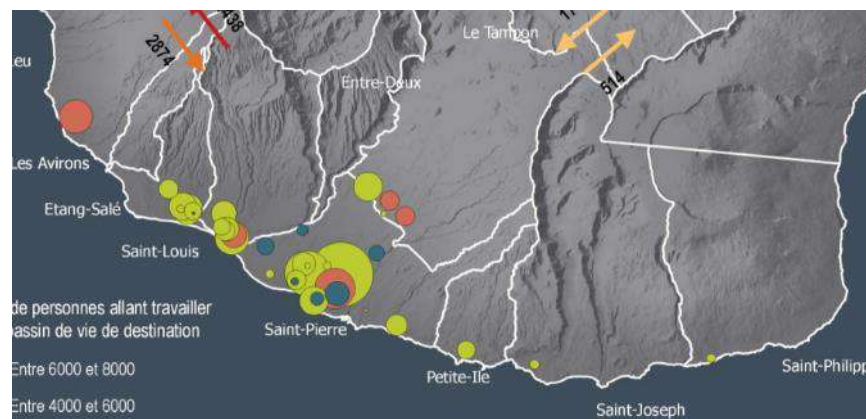 438
2874
Le Tampon
514
Entre-Deux
Les Avirons
Etang-Salé
Saint-Louis
de personnes allant travailler
bassin de vie de destination
Saint-Pierre
Entre 6000 et 8000
Petite-Ile
Saint-Philipp
Entre 4000 et 6000
Saint-Joseph